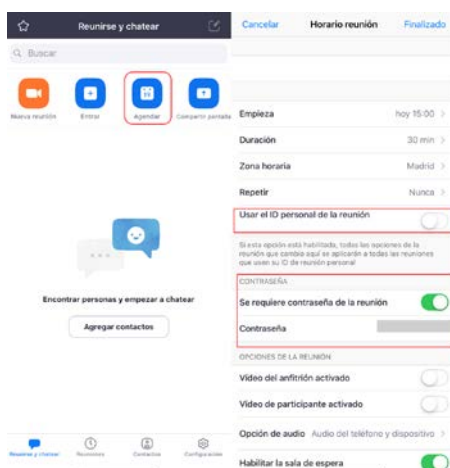 Reunirse y chatear
Buscar
Nueva reunión
Entrar
Agendar
Compartir pantalla
Encontrar personas y empezar a chatear
Agregar contactos
Reunirse y chatear
Reuniones
Contactos
Configuración
Cancelar
Horario reunión
Finalizado
Empieza hoy 15:00
Duración 30 min
Zona horaria Madrid
Repetir Nunca
Usar el ID personal de la reunión
Si esta opción está habilitada, todas las opciones de la
reunión que cambia aquí se aplicarán a todas las reuniones
que usen su ID de reunión personal
CONTRASEÑA
Se requiere contraseña de la reunión
Contraseña
OPCIONES DE LA REUNIÓN
Vídeo del anfitrión activado
Vídeo de participante activado
Opción de audio Audio del teléfono y dispositivo
Habilitar la sala de espera